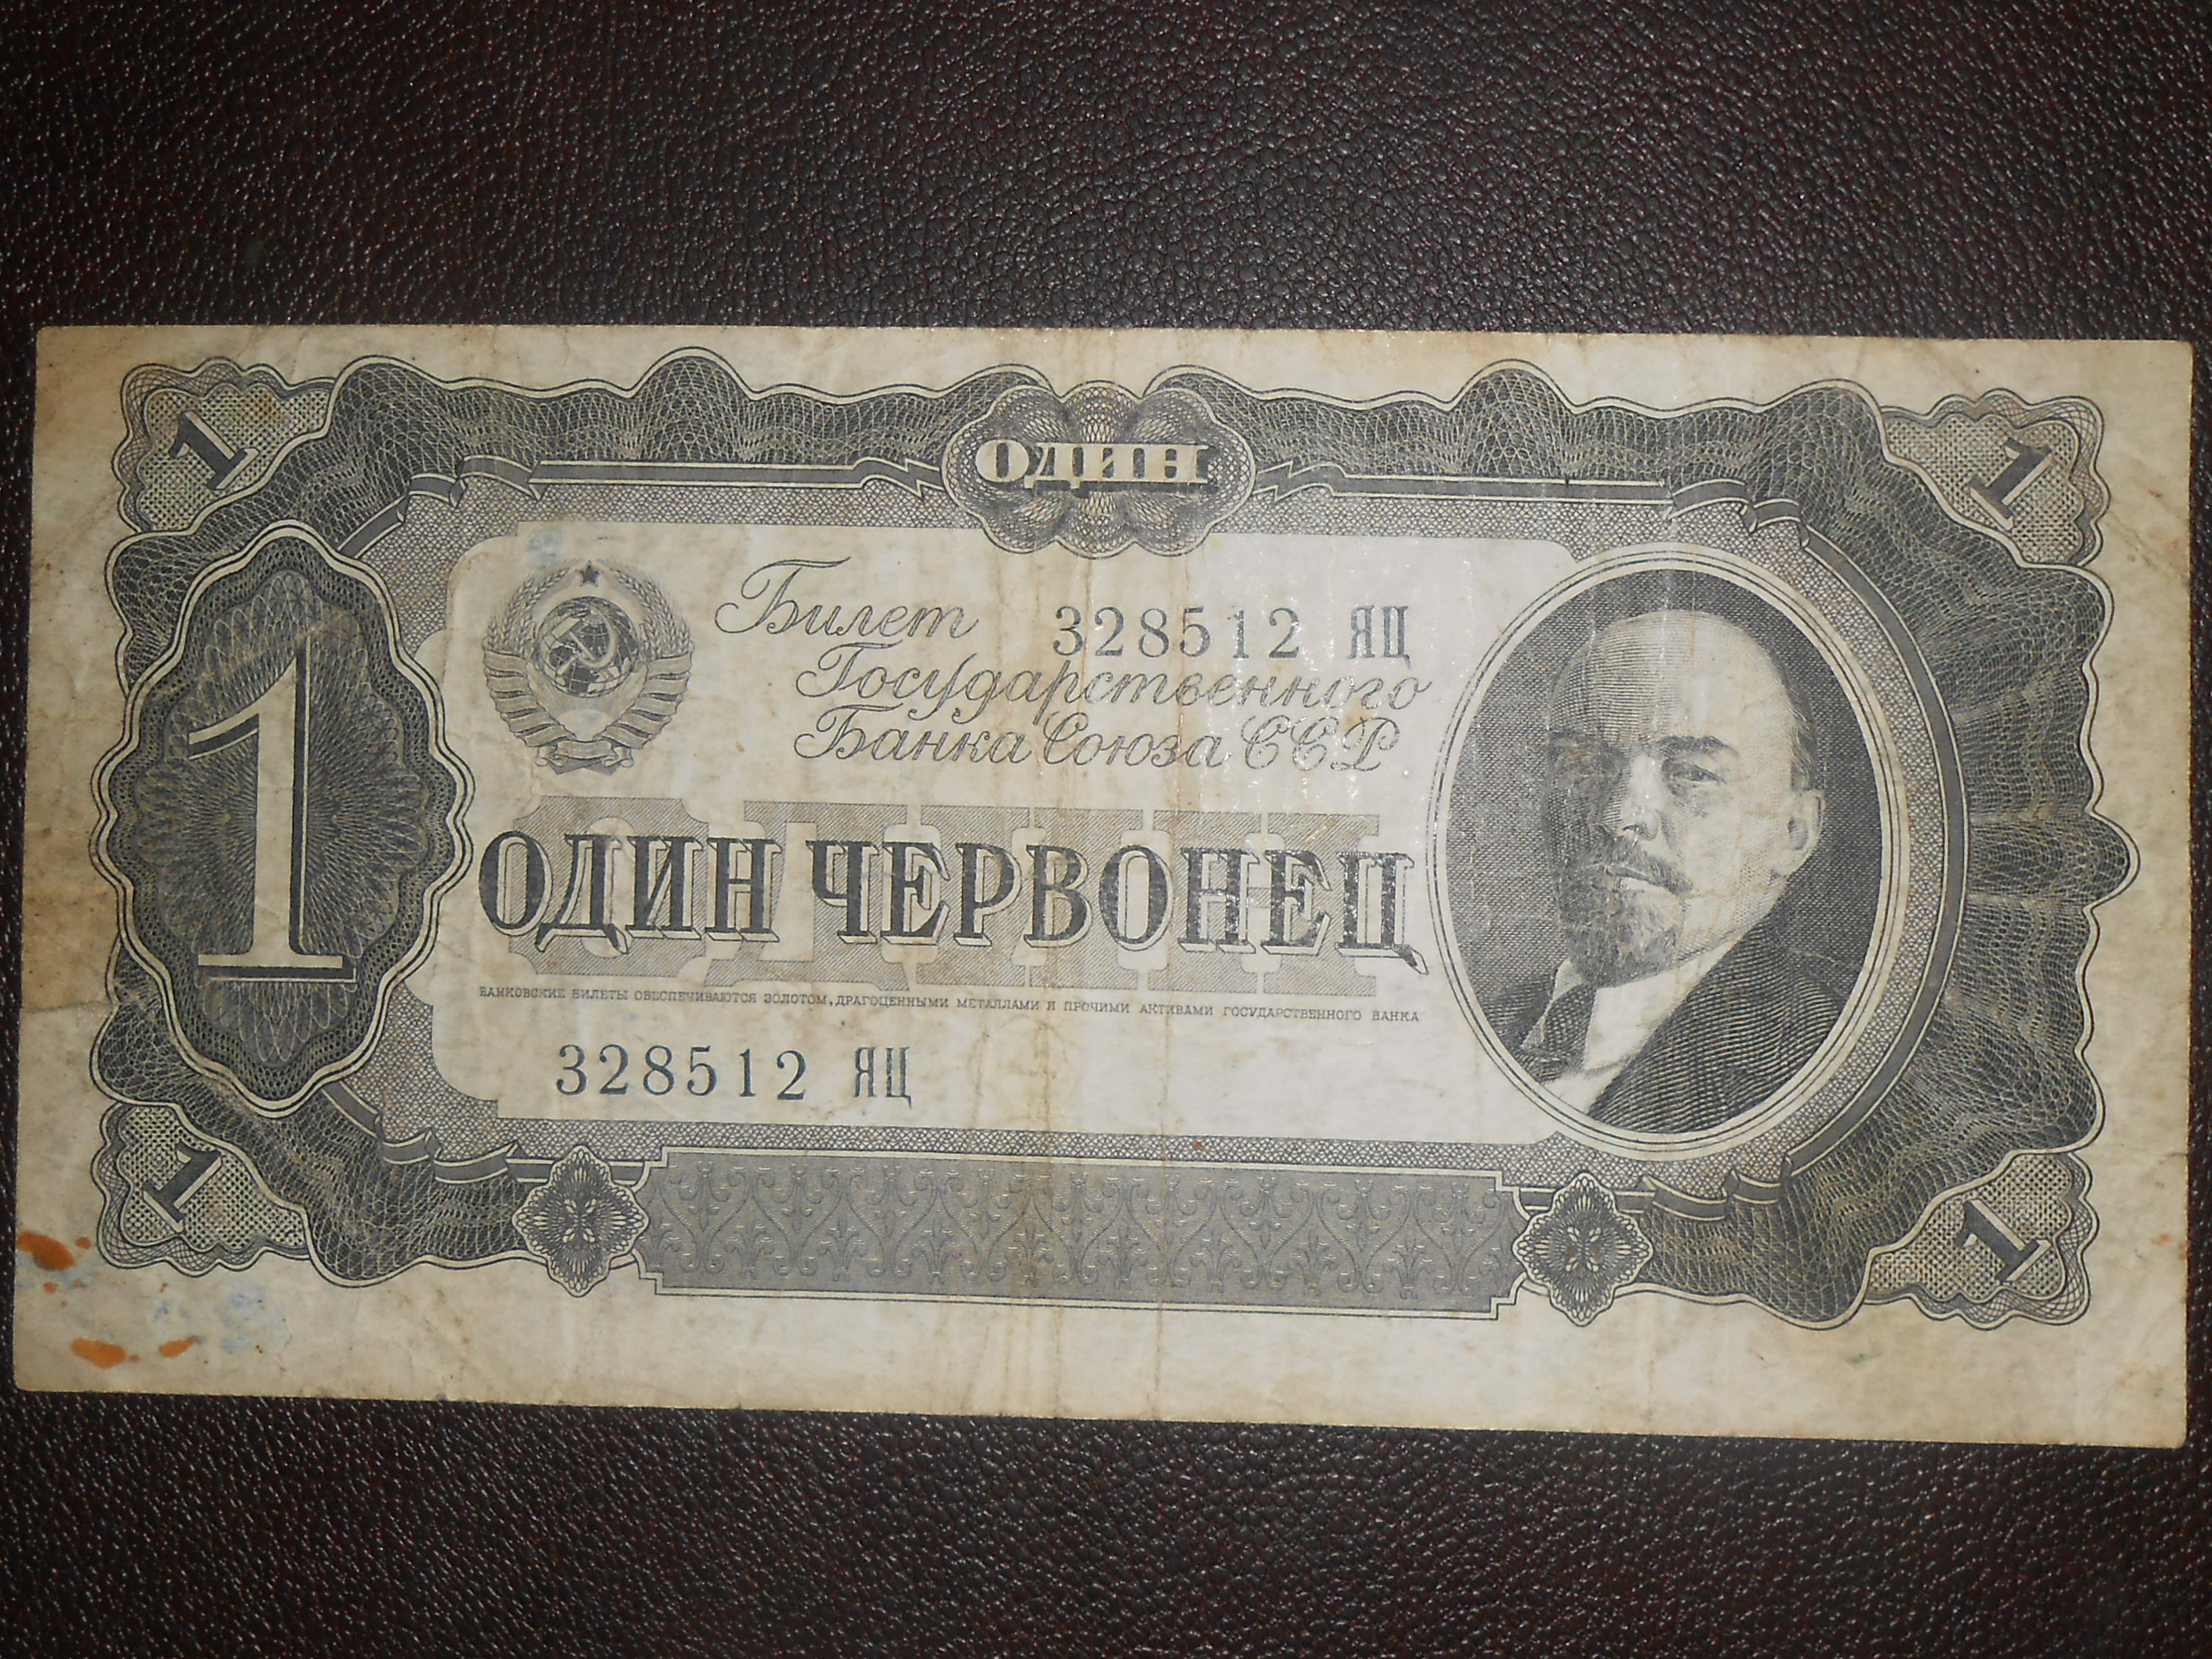 1
ОДИН
1
Билет 328512 ЯЦ
Государственного
Банка Союза ССР
1
ОДИН
ОДИН ЧЕРВОНЕЦ
БАНКОВСКИЕ БИЛЕТЫ ОБЕСПЕЧИВАЮТСЯ ЗОЛОТОМ, ДРАГОЦЕННЫМИ МЕТАЛЛАМИ И ПРОЧИМИ АКТИВАМИ ГОСУДАРСТВЕННОГО БАНКА
328512 ЯЦ
1
1